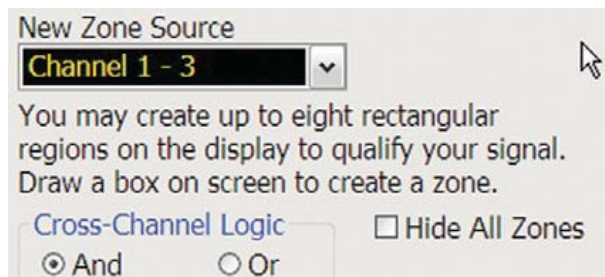 New Zone Source
Channel 1 - 3
You may create up to eight rectangular
regions on the display to qualify your signal.
Draw a box on screen to create a zone.
Cross-Channel Logic
Hide All Zones
And
Or